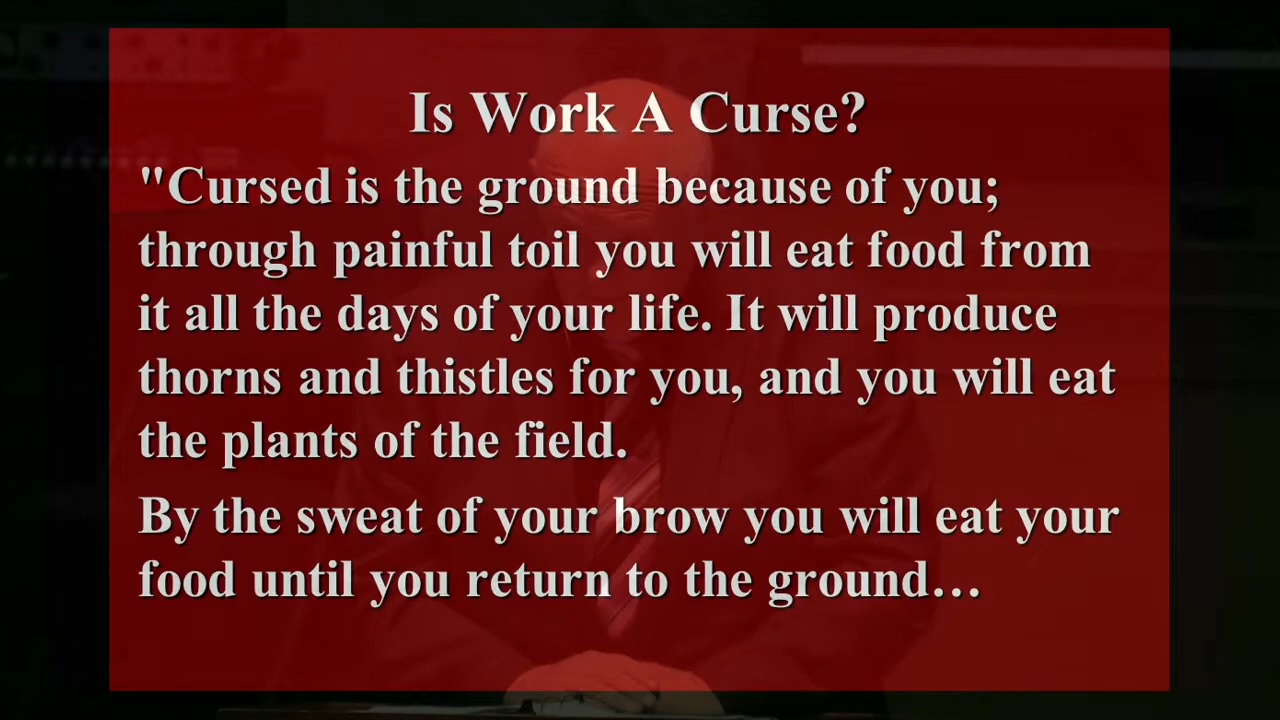 Is Work A Curse?
"Cursed is the ground because of you;
through painful toil you will eat food from
it all the days of your life. It will produce
thorns and thistles for you, and you will eat
the plants of the field.
By the sweat of your brow you will eat your
food until you return to the ground…